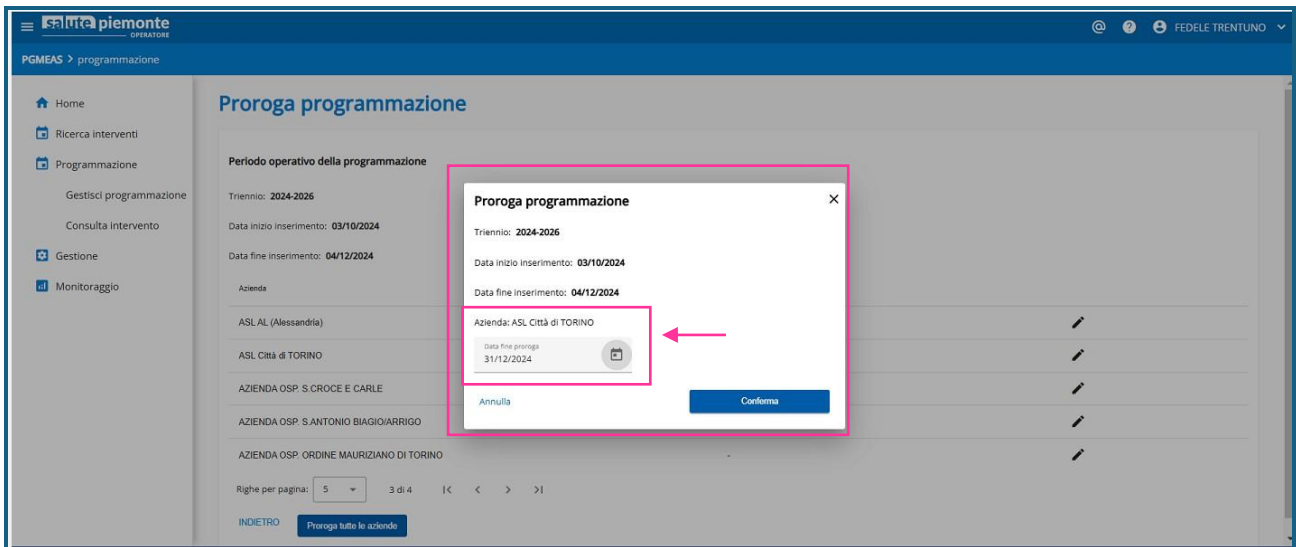 salute piemonte
OPERATORE
FEDELE TRENTUNO
PGMEAS > programmazione
Home
Ricerca interventi
Programmazione
Gestisci programmazione
Consulta intervento
Gestione
Monitoraggio
Proroga programmazione
Periodo operativo della programmazione
Triennio: 2024-2026
Data inizio inserimento: 03/10/2024
Data fine inserimento: 04/12/2024
Azienda
ASL AL (Alessandria)
ASL Città di TORINO
AZIENDA OSP. S.CROCE E CARLE
AZIENDA OSP. S.ANTONIO BIAGIO/ARRIGO
AZIENDA OSP. ORDINE MAURIZIANO DI TORINO -
Righe per pagina: 5 3 di 4 |< < > >|
INDIETRO Proroga tutte le aziende
Proroga programmazione
Triennio: 2024-2026
Data inizio inserimento: 03/10/2024
Data fine inserimento: 04/12/2024
Azienda: ASL Città di TORINO
Data fine proroga
31/12/2024
Annulla Conferma